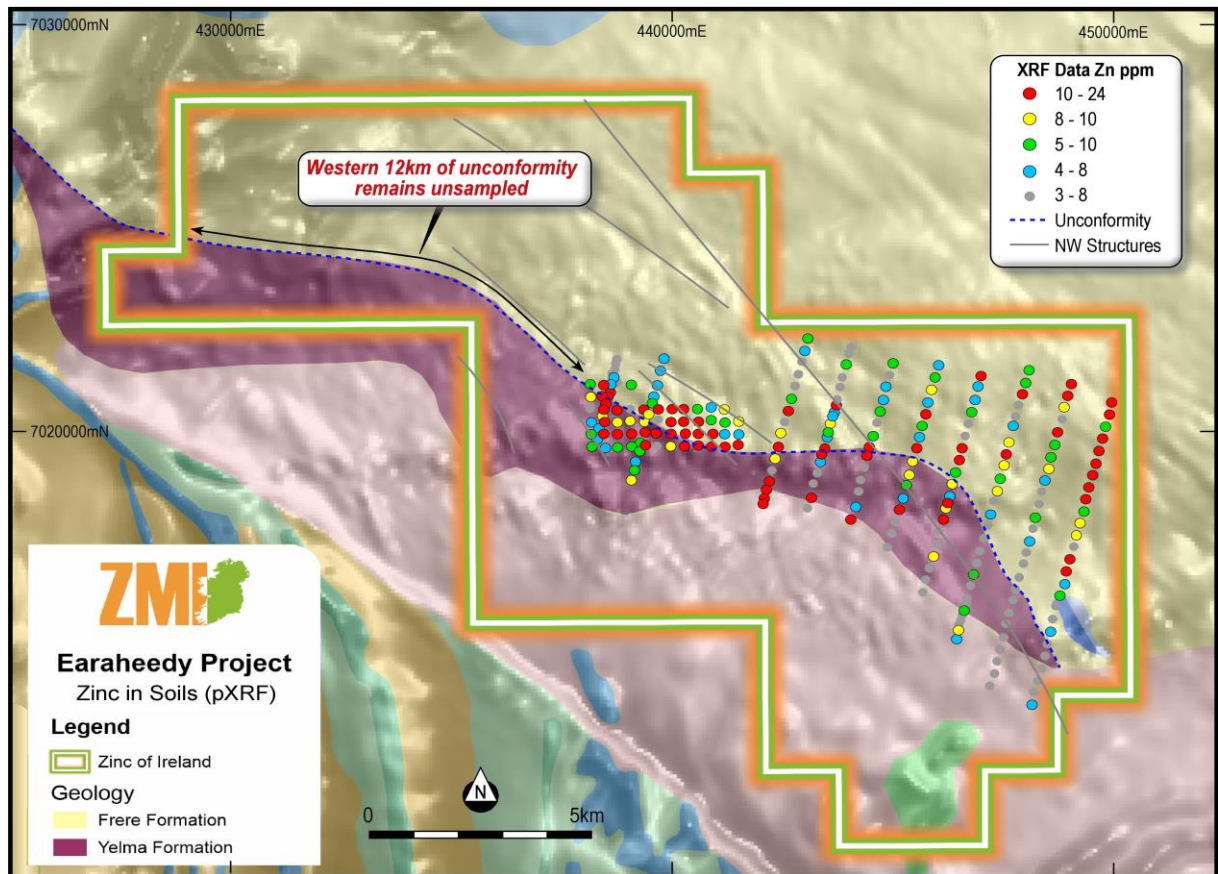 7030000mN
430000mE
440000mE
450000mE
XRF Data Zn ppm
10 - 24
8 - 10
5 - 10
4 - 8
3 - 8
Unconformity
NW Structures
Western 12km of unconformity
remains unsampled
7020000mN
ZMI
Earaheedy Project
Zinc in Soils (pXRF)
Legend
Zinc of Ireland
Geology
Frere Formation
Yelma Formation
N
0
5km